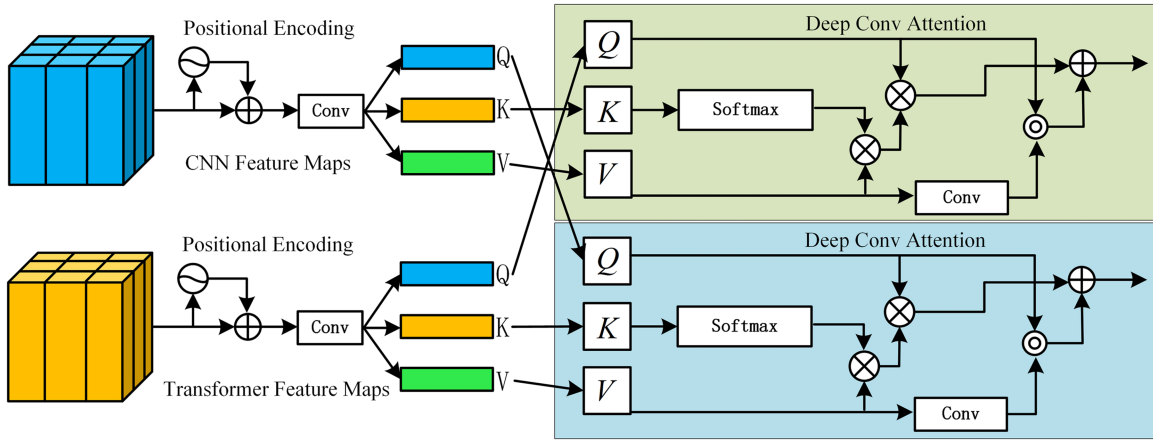 Positional Encoding
Conv
Q
K
V
CNN Feature Maps
Deep Conv Attention
Q
K
Softmax
V
Conv
Positional Encoding
Conv
Q
K
V
Transformer Feature Maps
Deep Conv Attention
Q
K
Softmax
V
Conv